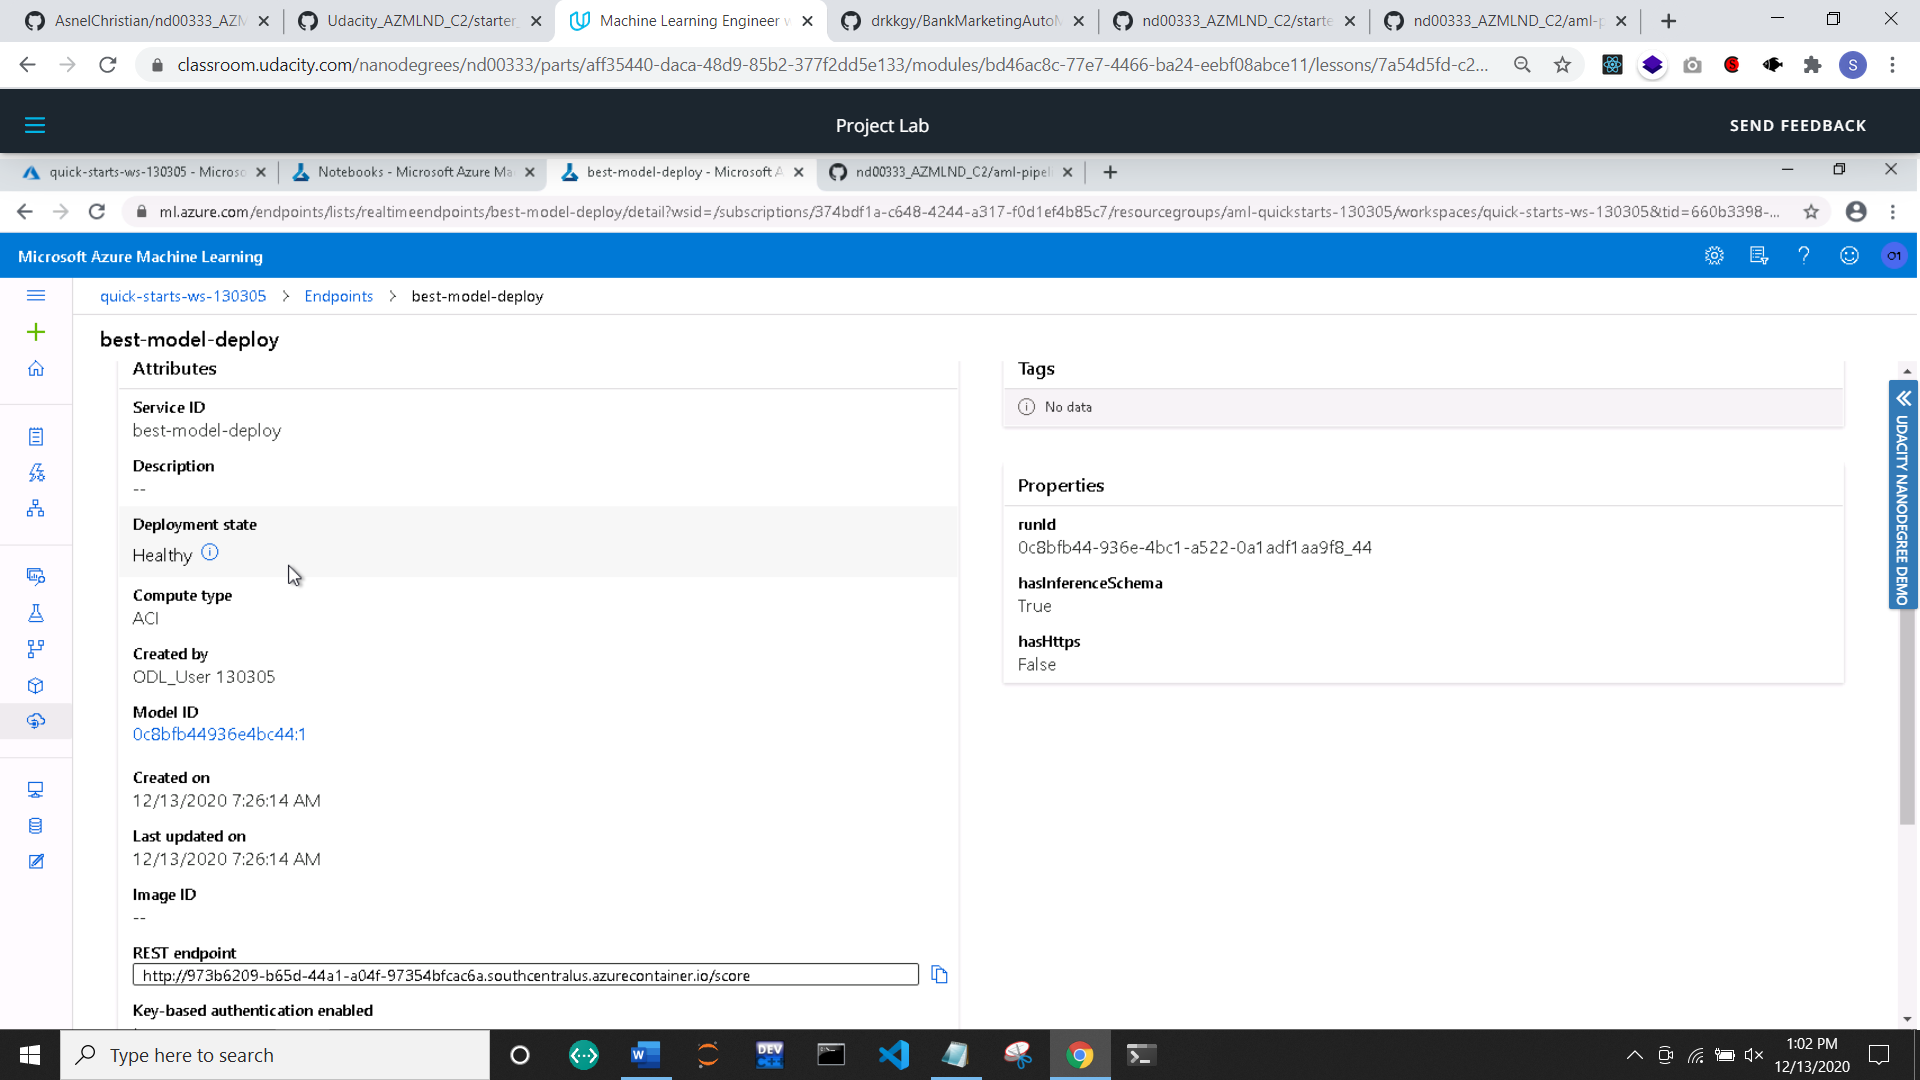 AsnelChristian/nd00333_AZM
Udacity_AZMLND_C2/starter_
Machine Learning Engineer w
drkkgy/BankMarketingAutoM
nd00333_AZMLND_C2/starte
nd00333_AZMLND_C2/aml-p
classroom.udacity.com/nanodegrees/nd00333/parts/aff35440-daca-48d9-85b2-377f2dd5e133/modules/bd46ac8c-77e7-4466-ba24-eebf08abce11/lessons/7a54d5fd-c2...
S
S
Project Lab
SEND FEEDBACK
quick-starts-ws-130305 - Microso
Notebooks - Microsoft Azure Ma
best-model-deploy - Microsoft A
nd00333_AZMLND_C2/aml-pipeli
ml.azure.com/endpoints/lists/realtimeendpoints/best-model-deploy/detail?wsid=/subscriptions/374bdf1a-c648-4244-a317-f0d1ef4b85c7/resourcegroups/aml-quickstarts-130305/workspaces/quick-starts-ws-130305&tid=660b3398-...
Microsoft Azure Machine Learning
?
O1
quick-starts-ws-130305 > Endpoints > best-model-deploy
best-model-deploy
Attributes
Service ID
best-model-deploy
Description
--
Deployment state
Healthy
Compute type
ACI
Created by
ODL_User 130305
Model ID
0c8bfb44936e4bc44:1
Created on
12/13/2020 7:26:14 AM
Last updated on
12/13/2020 7:26:14 AM
Image ID
--
REST endpoint
http://973b6209-b65d-44a1-a04f-97354bfcac6a.southcentralus.azurecontainer.io/score
Key-based authentication enabled
Tags
No data
Properties
runId
0c8bfb44-936e-4bc1-a522-0a1adf1aa9f8_44
hasInferenceSchema
True
hasHttps
False
UDACITY NANODEGREE DEMO
Type here to search
W
DEV
C++
1:02 PM
12/13/2020